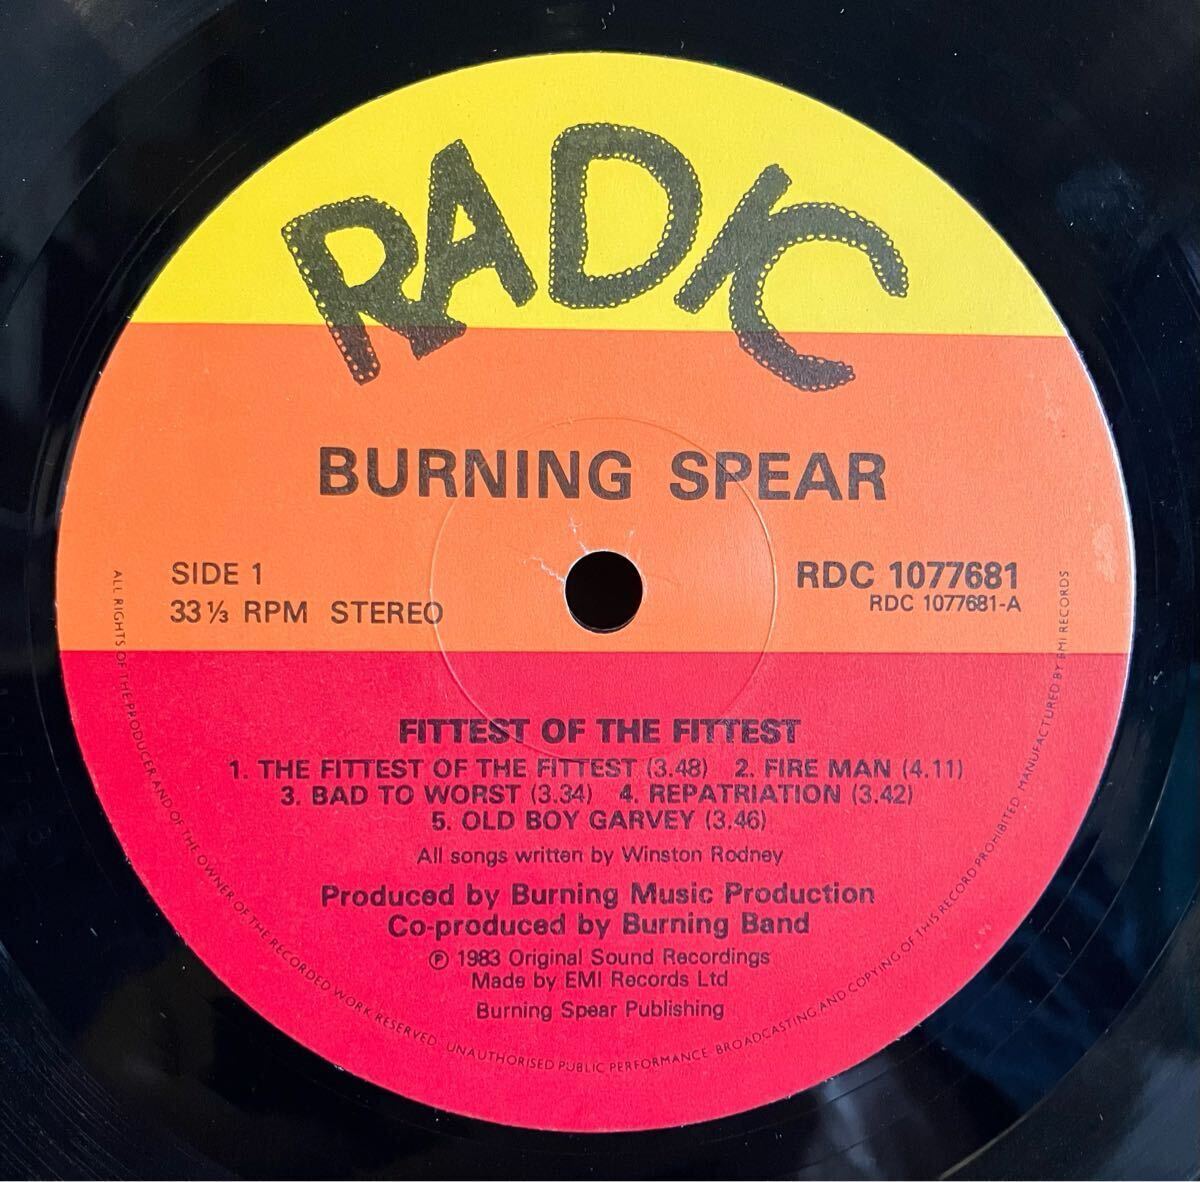 RADIC
BURNING SPEAR
SIDE 1
33⅓ RPM STEREO
RDC 1077681
RDC 1077681-A
FITTEST OF THE FITTEST
1. THE FITTEST OF THE FITTEST (3.48) 2. FIRE MAN (4.11)
3. BAD TO WORST (3.34) 4. REPATRIATION (3.42)
5. OLD BOY GARVEY (3.46)
All songs written by Winston Rodney
Produced by Burning Music Production
Co-produced by Burning Band
℗ 1983 Original Sound Recordings
Made by EMI Records Ltd
Burning Spear Publishing
ALL RIGHTS OF THE PRODUCER AND OF THE OWNER OF THE RECORDED WORK RESERVED. UNAUTHORISED PUBLIC PERFORMANCE BROADCASTING AND COPYING OF THIS RECORD PROHIBITED MANUFACTURED BY EMI RECORDS